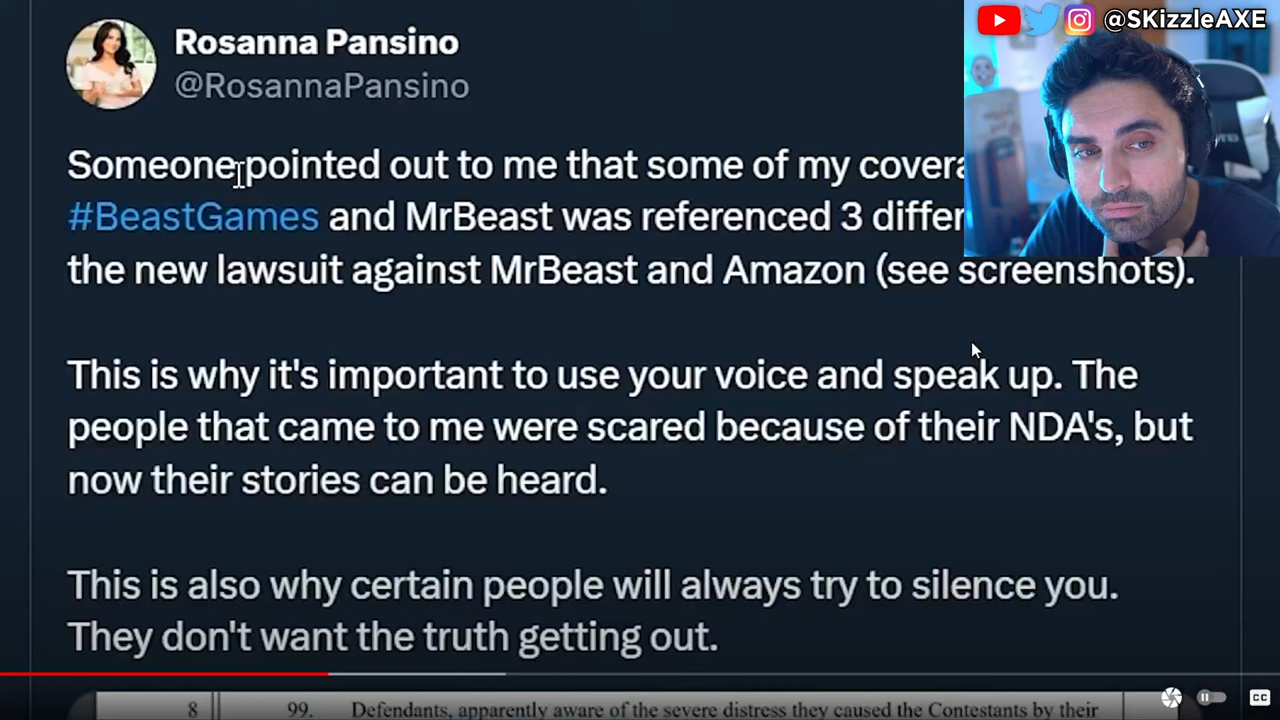 @SKizzleAXE
Rosanna Pansino
@RosannaPansino
Someone pointed out to me that some of my
#BeastGames and MrBeast was referenced 3
the new lawsuit against MrBeast and Amazon (see screenshots).
This is why it's important to use your voice and speak up. The
people that came to me were scared because of their NDA's, but
now their stories can be heard.
This is also why certain people will always try to silence you.
They don't want the truth getting out.
8 99. Defendants, apparently aware of the severe distress they caused the Contestants by their
CC